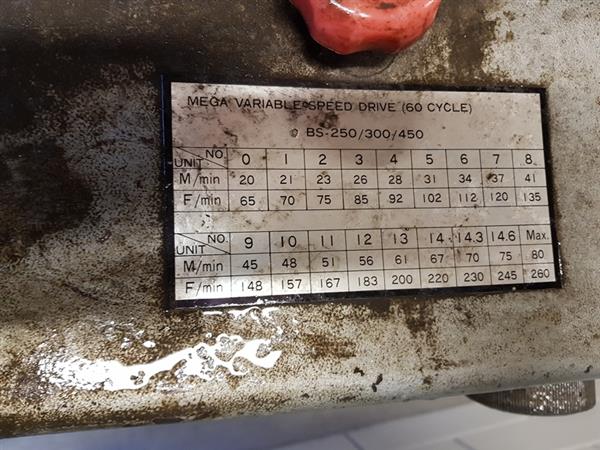 MEGA VARIABLE SPEED DRIVE (60 CYCLE)
BS-250/300/450
UNIT NO. 0 1 2 3 4 5 6 7 8
M/min 20 21 23 26 28 31 34 37 41
F/min 65 70 75 85 92 102 112 120 135
UNIT NO. 9 10 11 12 13 14 14.3 14.6 Max.
M/min 45 48 51 56 61 67 70 75 80
F/min 148 157 167 183 200 220 230 245 260